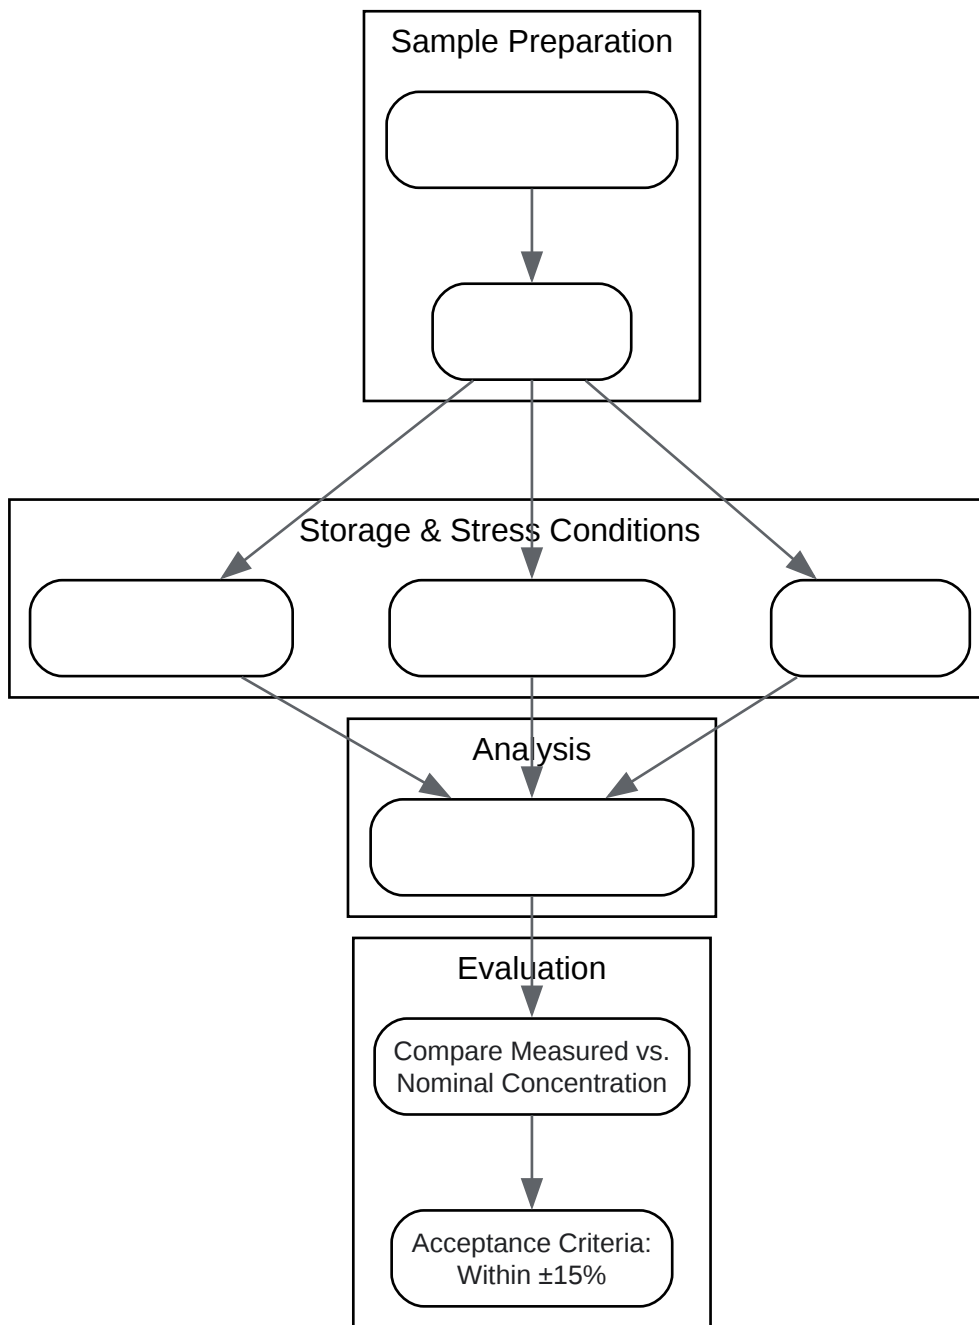 Sample Preparation
Storage & Stress Conditions
Analysis
Evaluation
Compare Measured vs.
Nominal Concentration
Acceptance Criteria:
Within ±15%